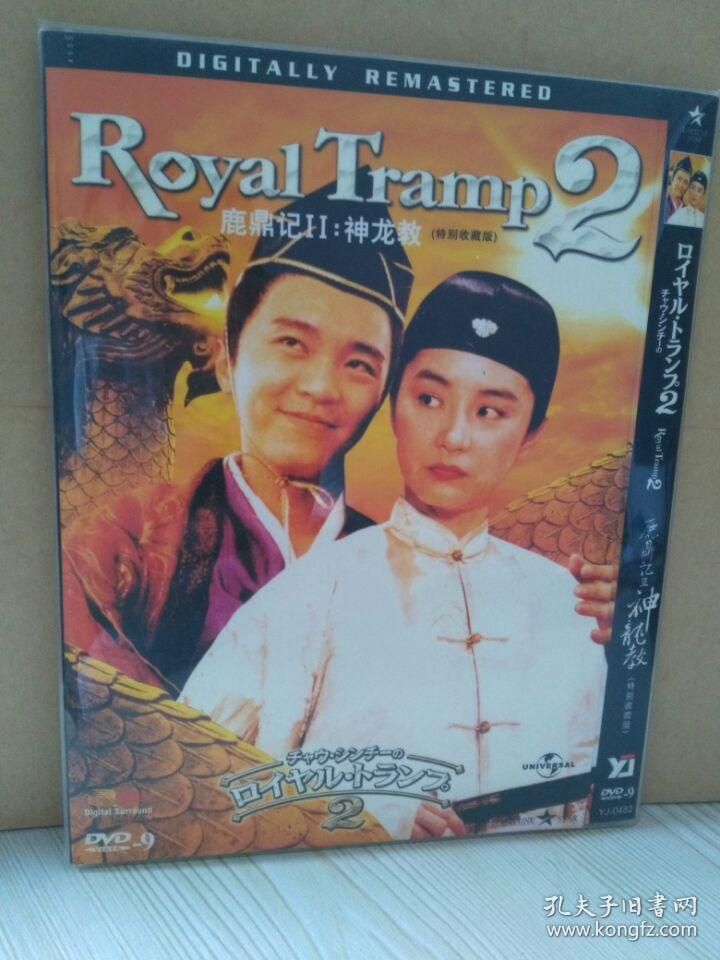 DIGITALLY REMASTERED
Royal Tramp 2
鹿鼎记II:神龙教 (特别收藏版)
チャウ・シンチーの
ロイヤル・トランプ
2
UNIVERSAL
Digital Surround
DVD-9
VIDEO
STAR
ロイヤル・トランプ2
チャウ・シンチーの
Royal Tramp 2
鹿鼎记II 神龍教
(特别收藏版)
YJ
DVD-9
YJ-0482
孔夫子旧书网
www.kongfz.com